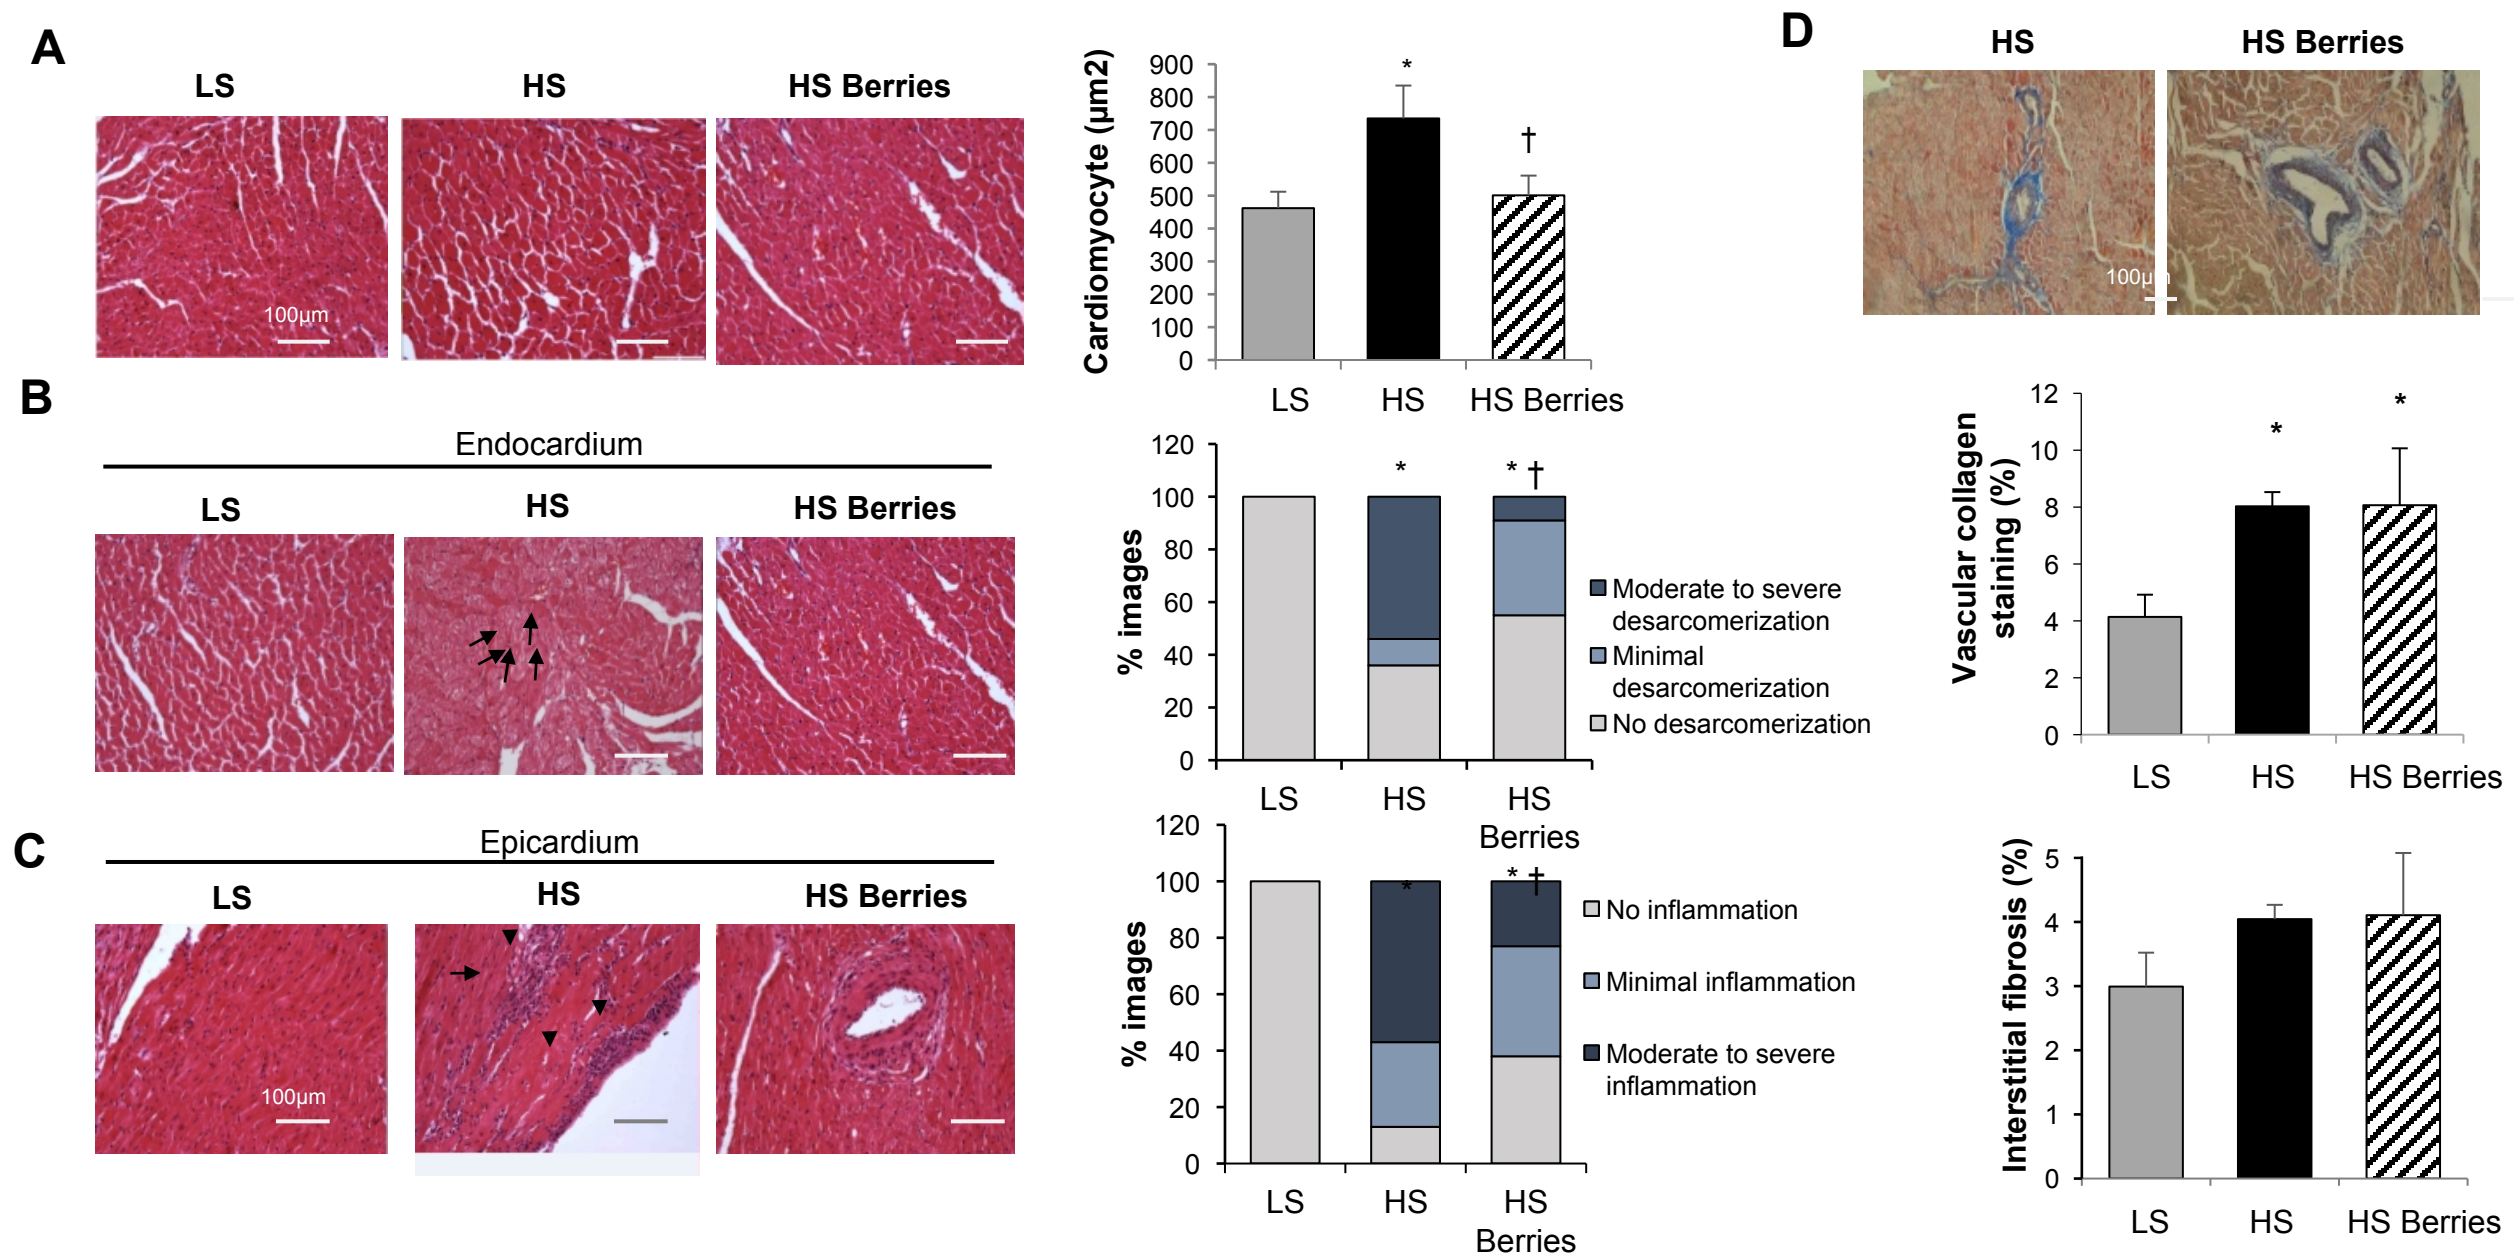 A
LS
HS
HS Berries
100µm
Cardiomyocyte (µm2)
900
800
700
600
500
400
300
200
100
0
*
†
LS
HS
HS Berries
B
Endocardium
LS
HS
HS Berries
% images
120
100
80
60
40
20
0
*
* †
LS
HS
HS
Berries
Moderate to severe
desarcomerization
Minimal
desarcomerization
No desarcomerization
C
Epicardium
LS
HS
HS Berries
100µm
% images
120
100
80
60
40
20
0
*
* †
LS
HS
HS
Berries
No inflammation
Minimal inflammation
Moderate to severe
inflammation
D
HS
HS Berries
100µm
Vascular collagen
staining (%)
12
10
8
6
4
2
0
*
*
LS
HS
HS Berries
Interstitial fibrosis (%)
5
4
3
2
1
0
LS
HS
HS Berries